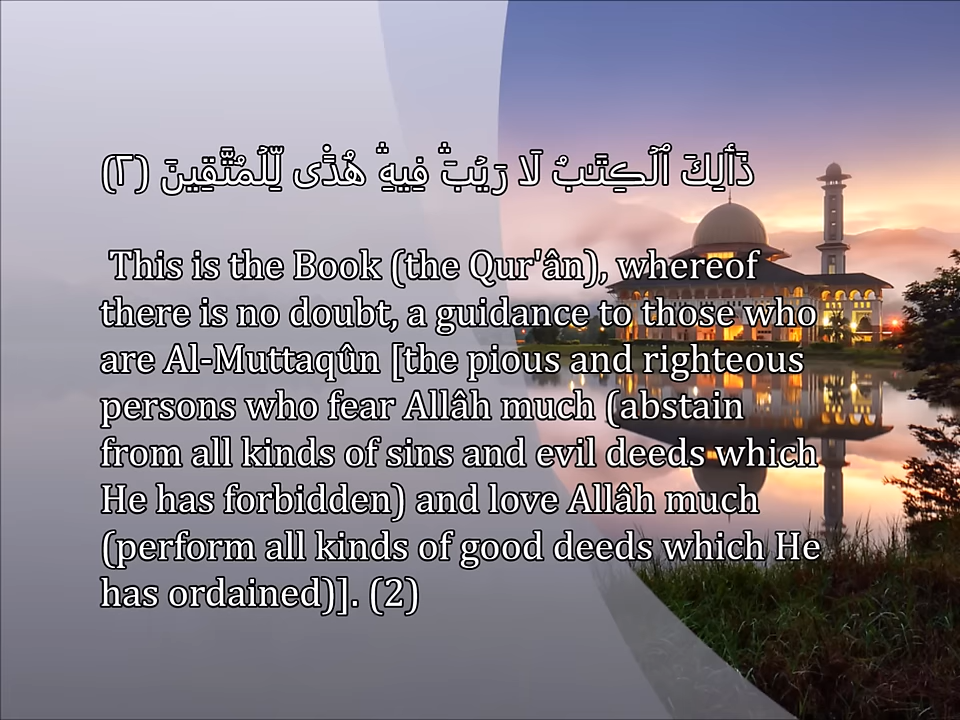 ذَٲلِكَ ٱلۡڪِتَـٰبُ لَا رَيۡبَ‌ۛ فِيهِ‌ۛ هُدً۬ى لِّلۡمُتَّقِينَ (٢)
This is the Book (the Qur'ân), whereof
there is no doubt, a guidance to those who
are Al-Muttaqûn [the pious and righteous
persons who fear Allâh much (abstain
from all kinds of sins and evil deeds which
He has forbidden) and love Allâh much
(perform all kinds of good deeds which He
has ordained)]. (2)